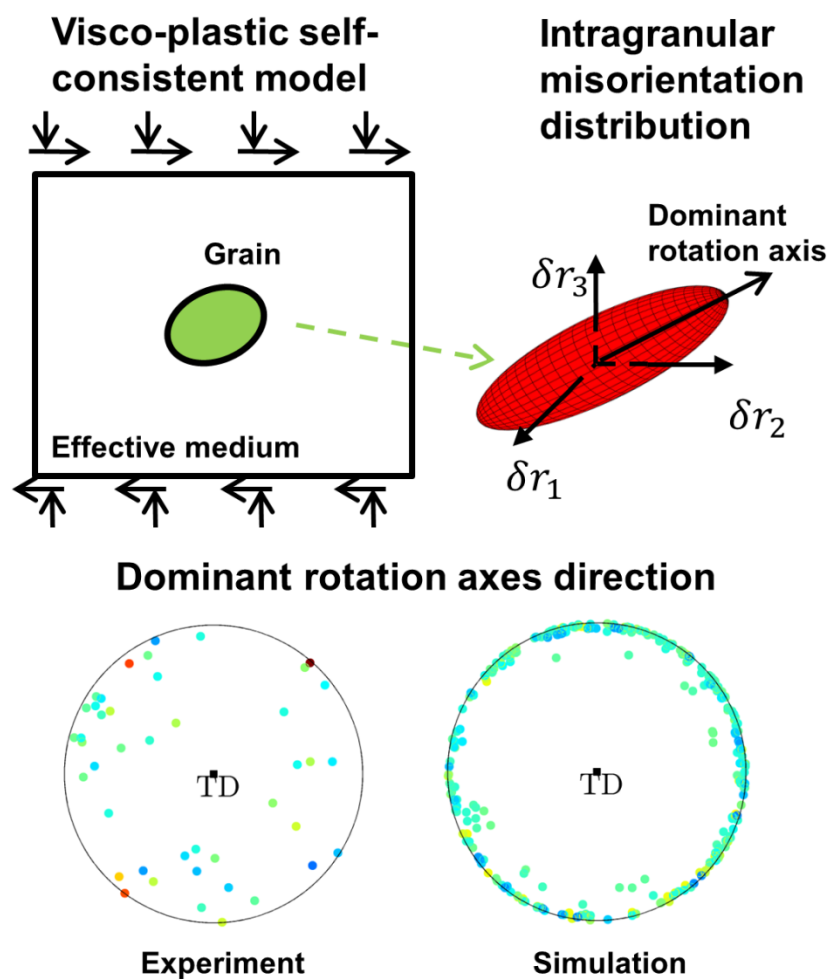 Visco-plastic self-
consistent model
Intragranular
misorientation
distribution
Grain
Effective medium
Dominant
rotation axis
δr₃
δr₂
δr₁
Dominant rotation axes direction
TD
TD
Experiment
Simulation